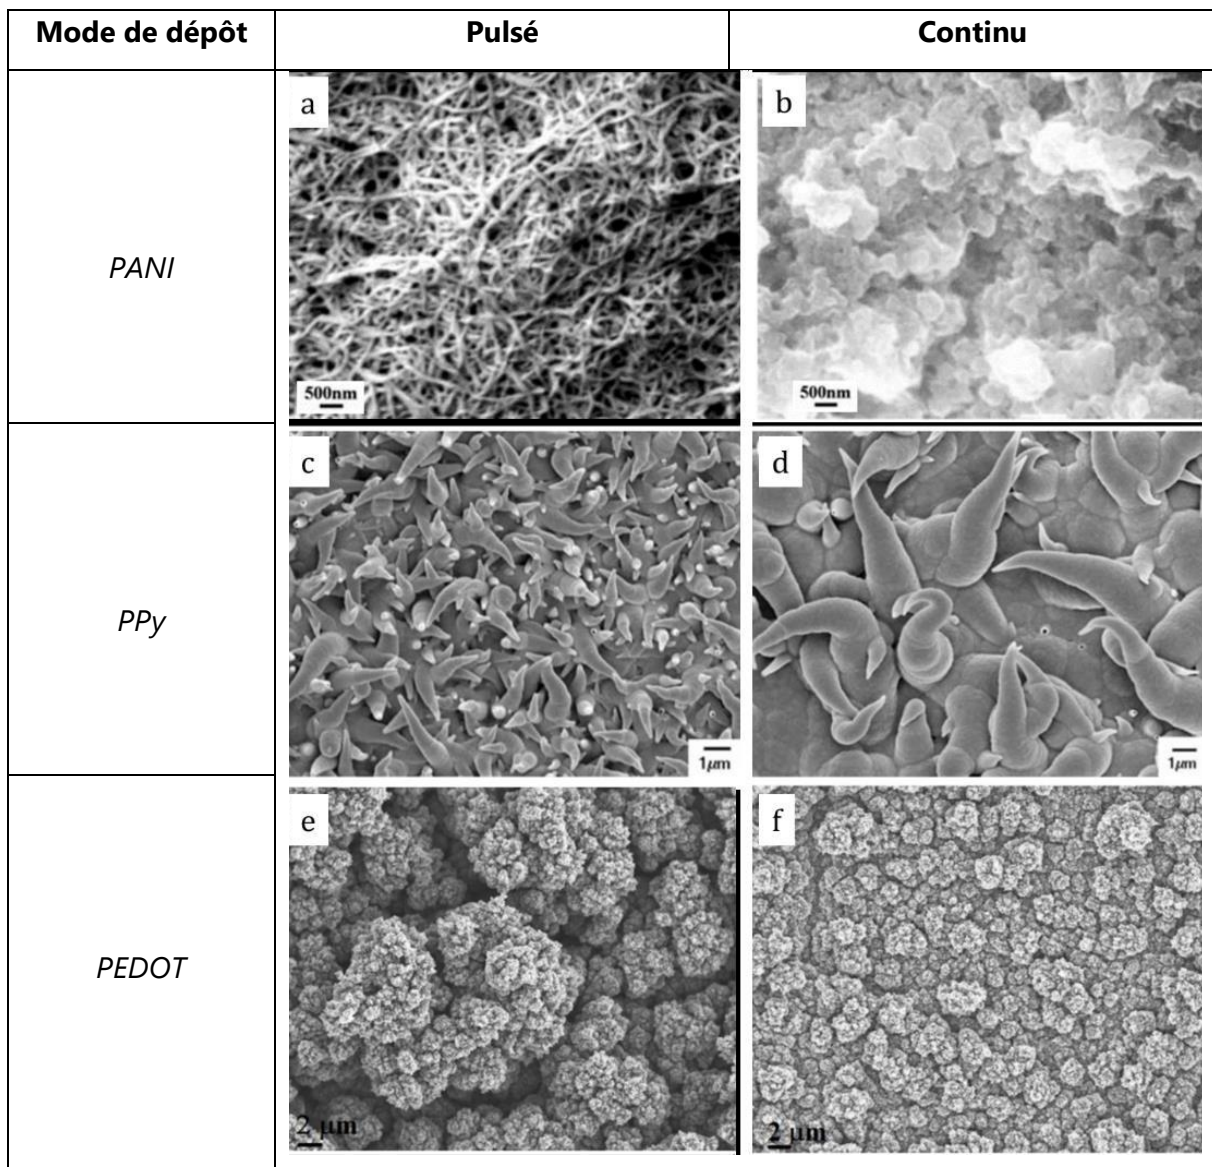 Mode de dépôt Pulsé Continu
a b
PANI
500nm 500nm
c d
PPy
1μm 1μm
e f
PEDOT
2 μm 2 μm